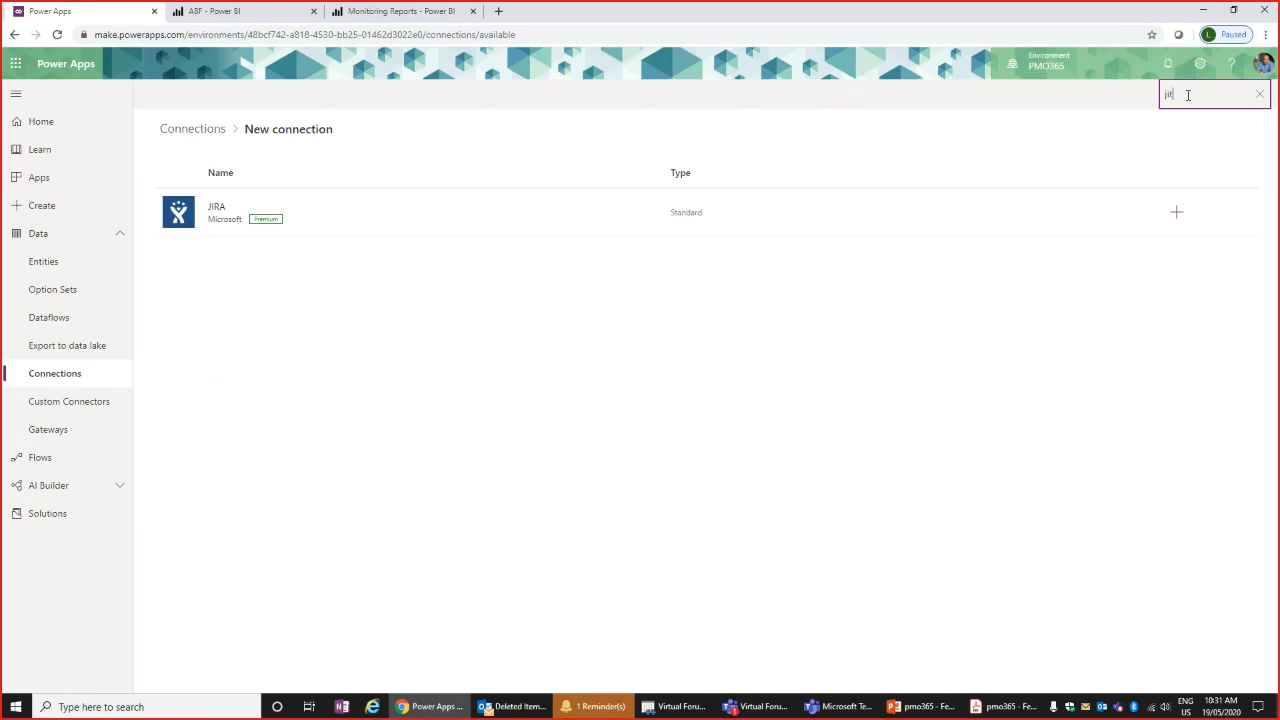 Power Apps
ABF - Power BI
Monitoring Reports - Power BI
make.powerapps.com/environments/48bcf742-a818-4530-bb25-01462d3022e0/connections/available
L
Paused
Power Apps
Environment
PMO365
jit
Home
Learn
Apps
Create
Data
Entities
Option Sets
Dataflows
Export to data lake
Connections
Custom Connectors
Gateways
Flows
AI Builder
Solutions
Connections > New connection
Name Type
JIRA
Microsoft Premium
Standard
Type here to search
Power Apps ...
Deleted Item...
1 Reminder(s)
Virtual Foru...
Virtual Foru...
Microsoft Te...
pmo365 - Fe...
pmo365 - Fe...
ENG
US
10:31 AM
19/05/2020